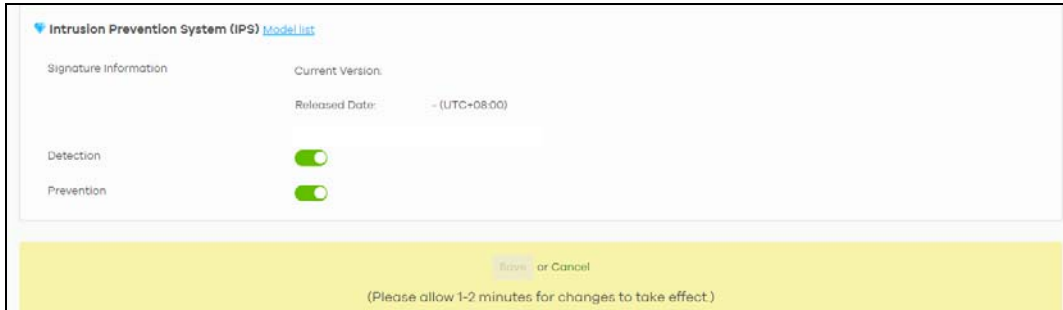 Intrusion Prevention System (IPS) Model list
Signature Information
Current Version:
Released Date: - (UTC+08:00)
Detection
Prevention
Save or Cancel
(Please allow 1-2 minutes for changes to take effect.)